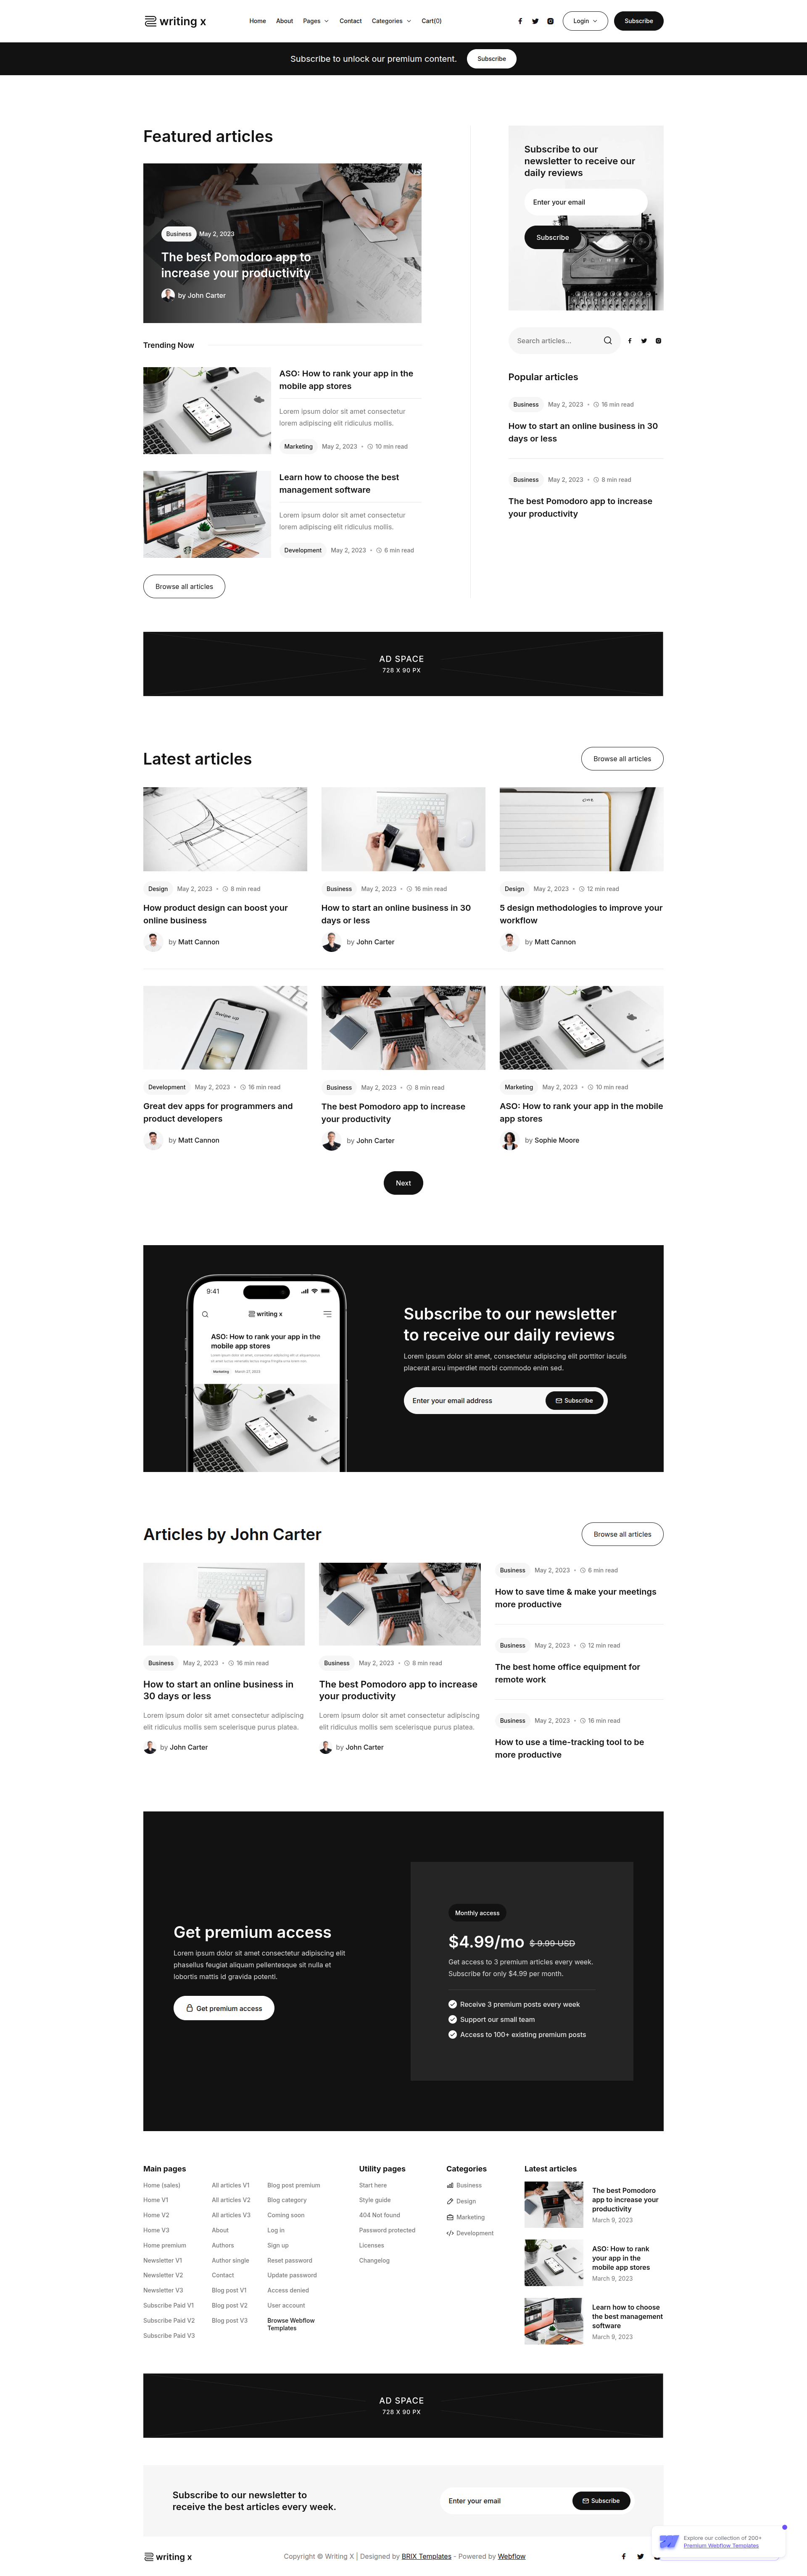 writing x
Home About Pages Contact Categories Cart(0) Login Subscribe
Subscribe to unlock our premium content. Subscribe
Featured articles
Business May 2, 2023
The best Pomodoro app to
increase your productivity
by John Carter
Trending Now
ASO: How to rank your app in the
mobile app stores
Lorem ipsum dolor sit amet consectetur
lorem adipiscing elit ridiculus mollis.
Marketing May 2, 2023 • 10 min read
Learn how to choose the best
management software
Lorem ipsum dolor sit amet consectetur
lorem adipiscing elit ridiculus mollis.
Development May 2, 2023 • 6 min read
Browse all articles
Subscribe to our
newsletter to receive our
daily reviews
Enter your email
Subscribe
Search articles...
Popular articles
Business May 2, 2023 • 16 min read
How to start an online business in 30
days or less
Business May 2, 2023 • 8 min read
The best Pomodoro app to increase
your productivity
AD SPACE
728 X 90 PX
Latest articles
Browse all articles
Design May 2, 2023 • 8 min read
How product design can boost your
online business
by Matt Cannon
Business May 2, 2023 • 16 min read
How to start an online business in 30
days or less
by John Carter
Design May 2, 2023 • 12 min read
5 design methodologies to improve your
workflow
by Matt Cannon
Swipe up
Development May 2, 2023 • 16 min read
Great dev apps for programmers and
product developers
by Matt Cannon
Business May 2, 2023 • 8 min read
The best Pomodoro app to increase
your productivity
by John Carter
Marketing May 2, 2023 • 10 min read
ASO: How to rank your app in the mobile
app stores
by Sophie Moore
Next
9:41
writing x
ASO: How to rank your app in the
mobile app stores
Marketing March 21, 2023
Subscribe to our newsletter
to receive our daily reviews
Lorem ipsum dolor sit amet, consectetur adipiscing elit porttitor iaculis
placerat arcu imperdiet morbi commodo enim sed.
Enter your email address Subscribe
Articles by John Carter
Browse all articles
Business May 2, 2023 • 16 min read
How to start an online business in
30 days or less
Lorem ipsum dolor sit amet consectetur adipiscing
elit ridiculus mollis sem scelerisque purus platea.
by John Carter
Business May 2, 2023 • 8 min read
The best Pomodoro app to increase
your productivity
Lorem ipsum dolor sit amet consectetur adipiscing
elit ridiculus mollis sem scelerisque purus platea.
by John Carter
Business May 2, 2023 • 6 min read
How to save time & make your meetings
more productive
Business May 2, 2023 • 12 min read
The best home office equipment for
remote work
Business May 2, 2023 • 16 min read
How to use a time-tracking tool to be
more productive
Get premium access
Lorem ipsum dolor sit amet consectetur adipiscing elit
phasellus feugiat aliquam pellentesque sit nulla et
lobortis mattis id gravida potenti.
Get premium access
Monthly access
$4.99/mo $ 9.99 USD
Get access to 3 premium articles every week.
Subscribe for only $4.99 per month.
Receive 3 premium posts every week
Support our small team
Access to 100+ existing premium posts
Main pages
Home (sales)
Home V1
Home V2
Home V3
Home premium
Newsletter V1
Newsletter V2
Newsletter V3
Subscribe Paid V1
Subscribe Paid V2
Subscribe Paid V3
All articles V1
All articles V2
All articles V3
About
Authors
Author single
Contact
Blog post V1
Blog post V2
Blog post V3
Blog post premium
Blog category
Coming soon
Log in
Sign up
Reset password
Update password
Access denied
User account
Browse Webflow
Templates
Utility pages
Start here
Style guide
404 Not found
Password protected
Licenses
Changelog
Categories
Business
Design
Marketing
Development
Latest articles
The best Pomodoro
app to increase your
productivity
March 9, 2023
ASO: How to rank
your app in the
mobile app stores
March 9, 2023
Learn how to choose
the best management
software
March 9, 2023
AD SPACE
728 X 90 PX
Subscribe to our newsletter to
receive the best articles every week.
Enter your email Subscribe
Explore our collection of 200+
Premium Webflow Templates
writing x
Copyright © Writing X | Designed by BRIX Templates - Powered by Webflow